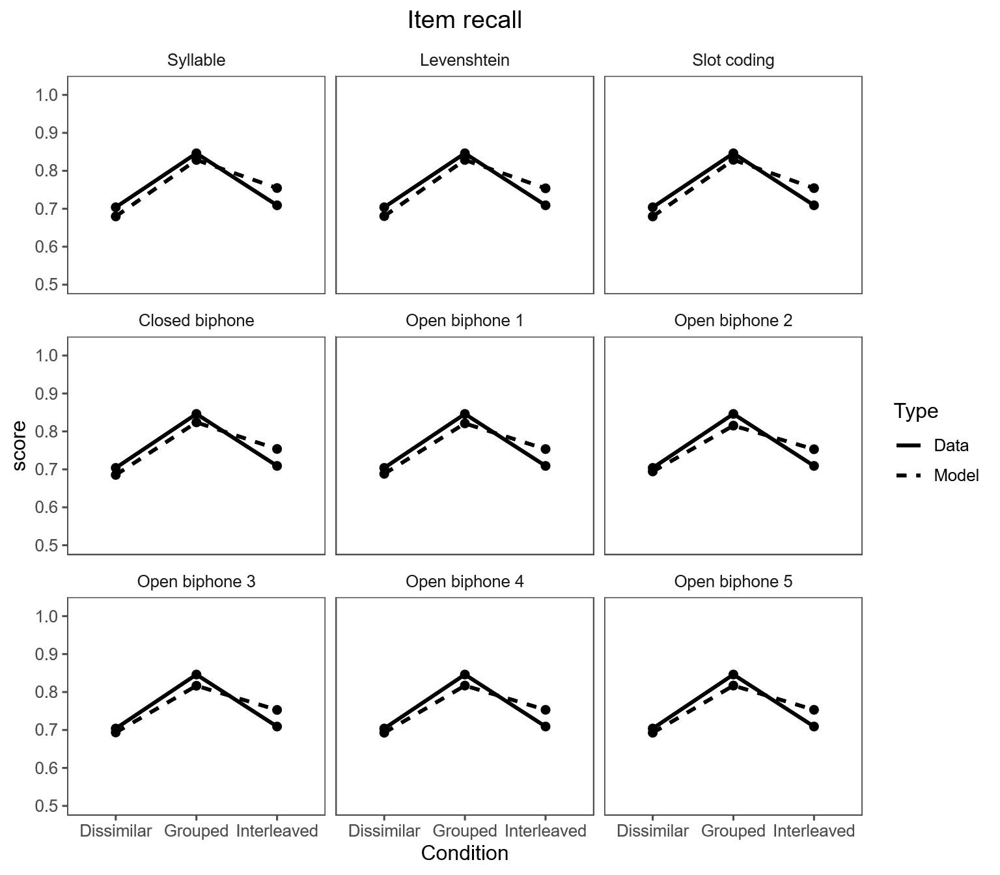 Item recall
Syllable Levenshtein Slot coding
1.0
0.9
0.8
0.7
0.6
0.5
Closed biphone Open biphone 1 Open biphone 2
1.0
0.9
0.8
0.7
0.6
0.5
score
Open biphone 3 Open biphone 4 Open biphone 5
1.0
0.9
0.8
0.7
0.6
0.5
Dissimilar Grouped Interleaved Dissimilar Grouped Interleaved Dissimilar Grouped Interleaved
Condition
Type
Data
Model